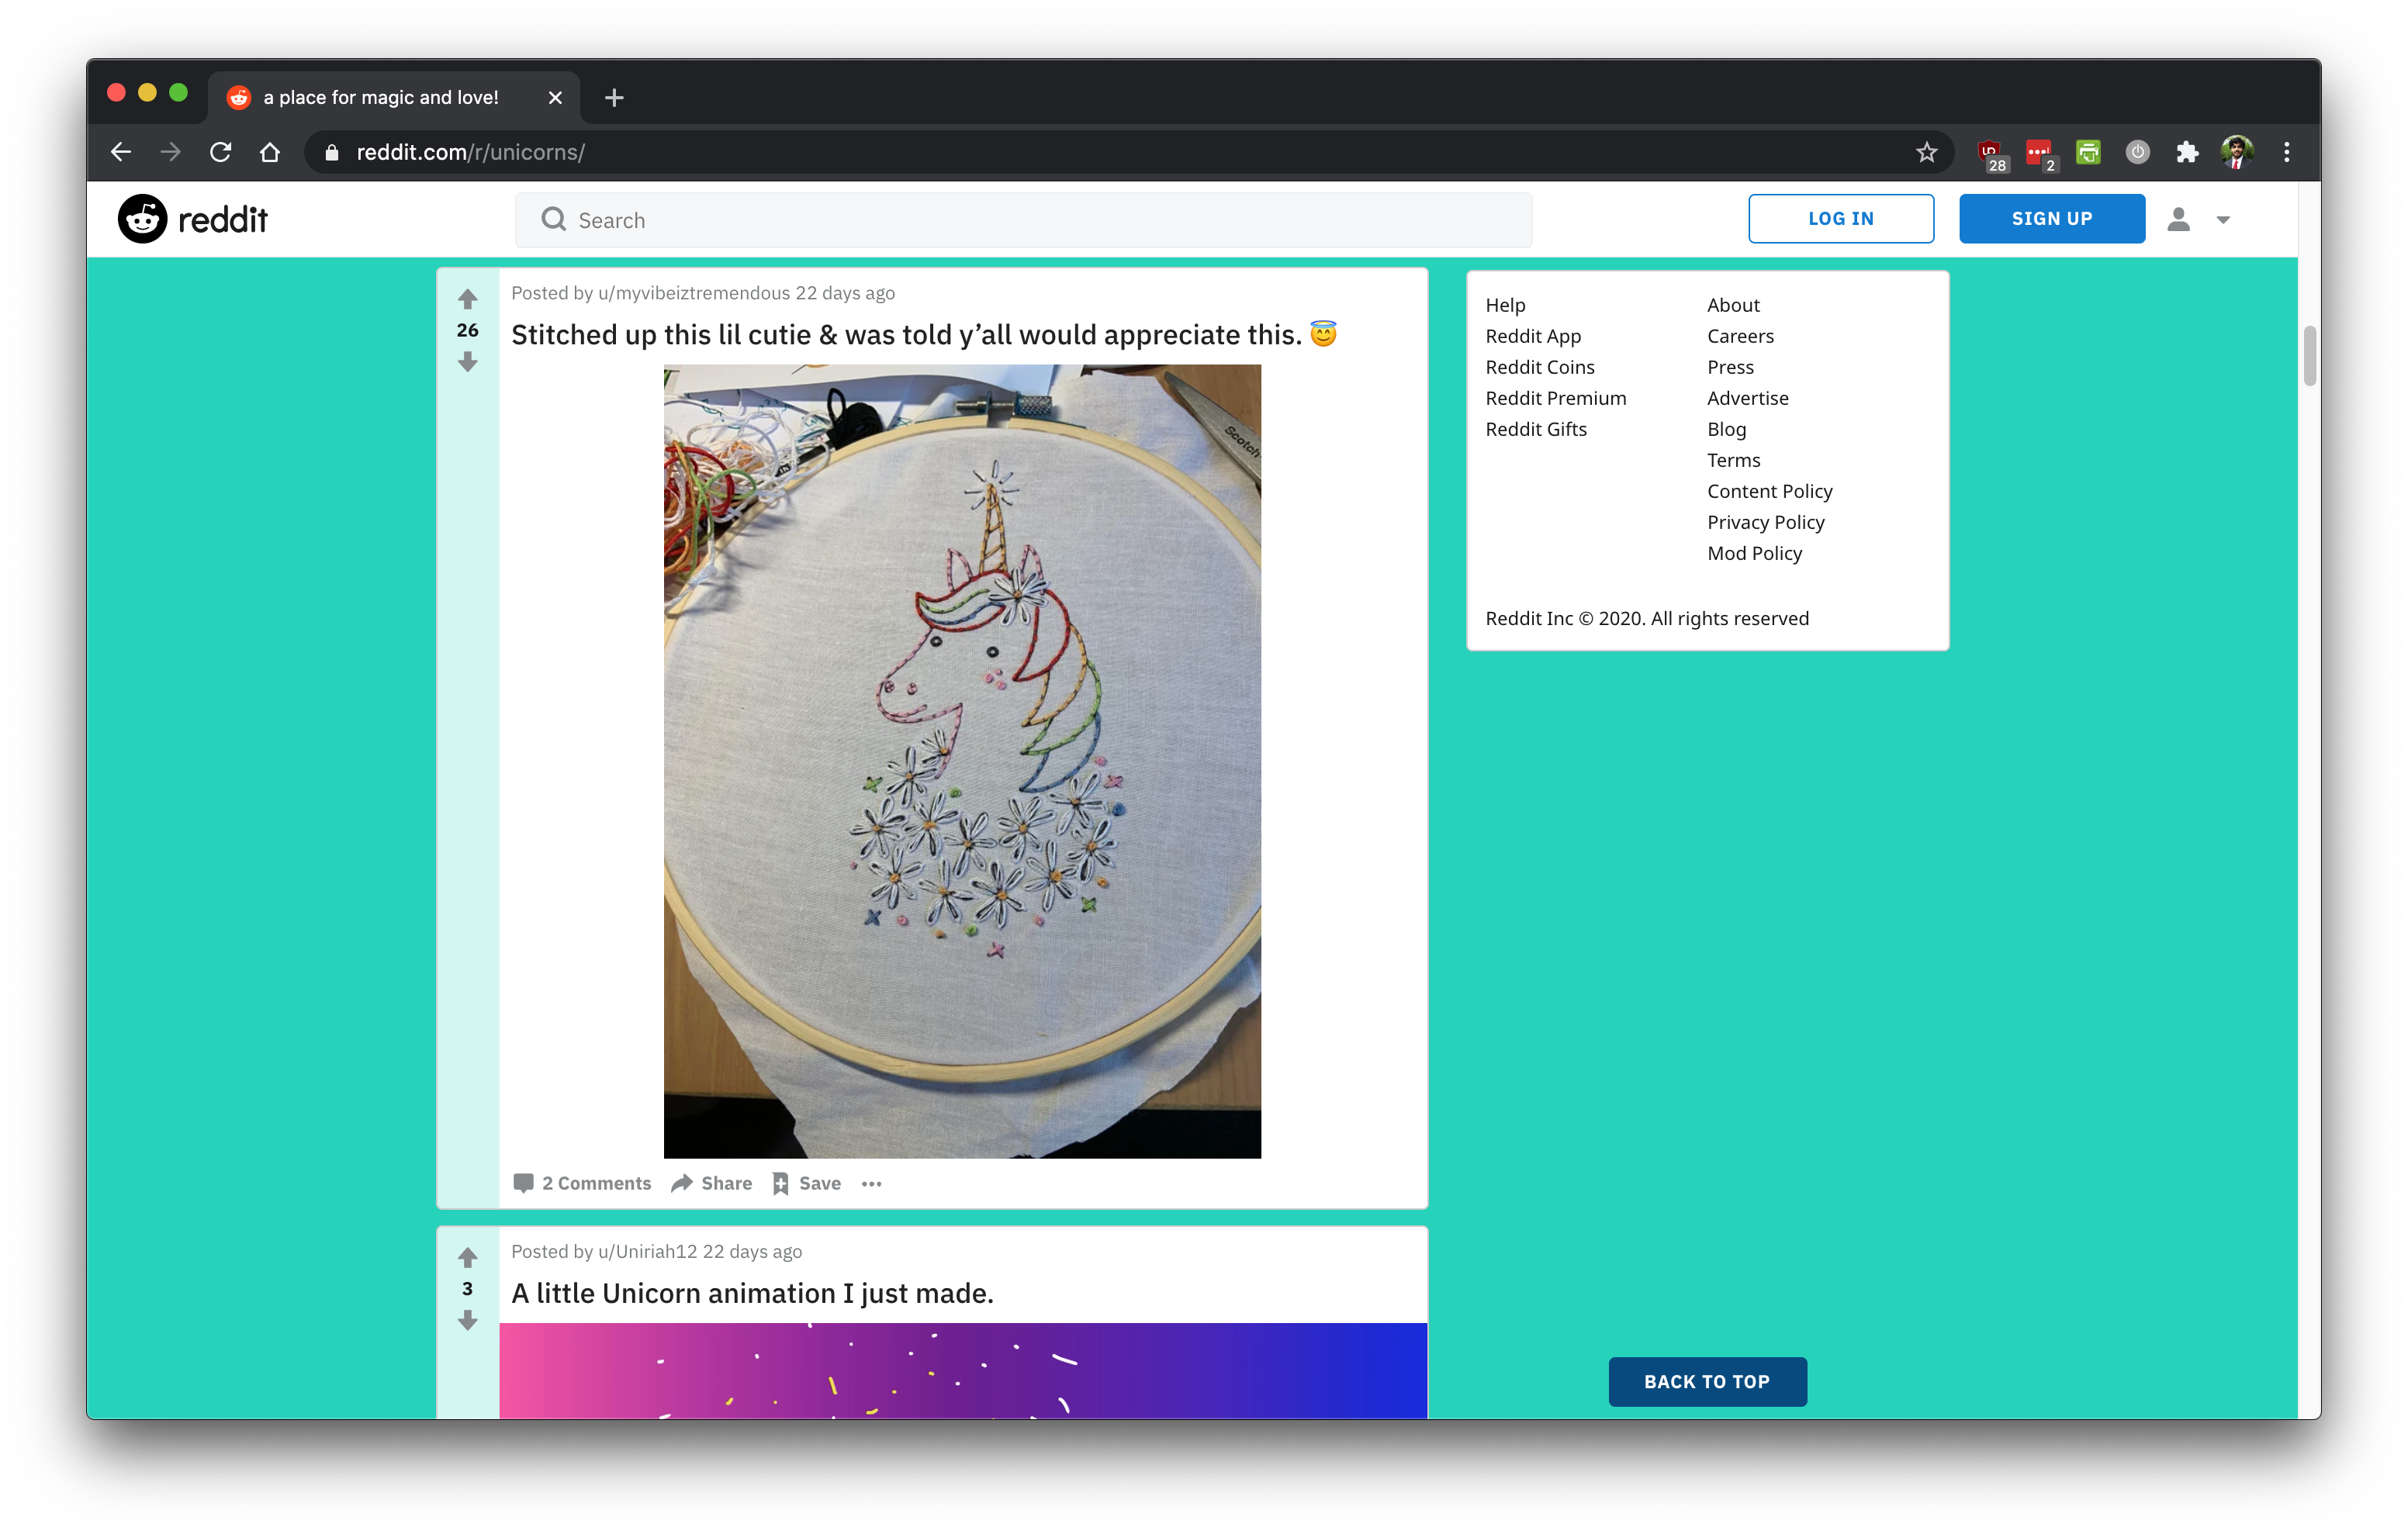 a place for magic and love!
reddit.com/r/unicorns/
28
2
reddit
Search
LOG IN
SIGN UP
26
Posted by u/myvibeiztremendous 22 days ago
Stitched up this lil cutie & was told y’all would appreciate this. 😇
Scotch
2 Comments
Share
Save
3
Posted by u/Uniriah12 22 days ago
A little Unicorn animation I just made.
Help
Reddit App
Reddit Coins
Reddit Premium
Reddit Gifts
About
Careers
Press
Advertise
Blog
Terms
Content Policy
Privacy Policy
Mod Policy
Reddit Inc © 2020. All rights reserved
BACK TO TOP